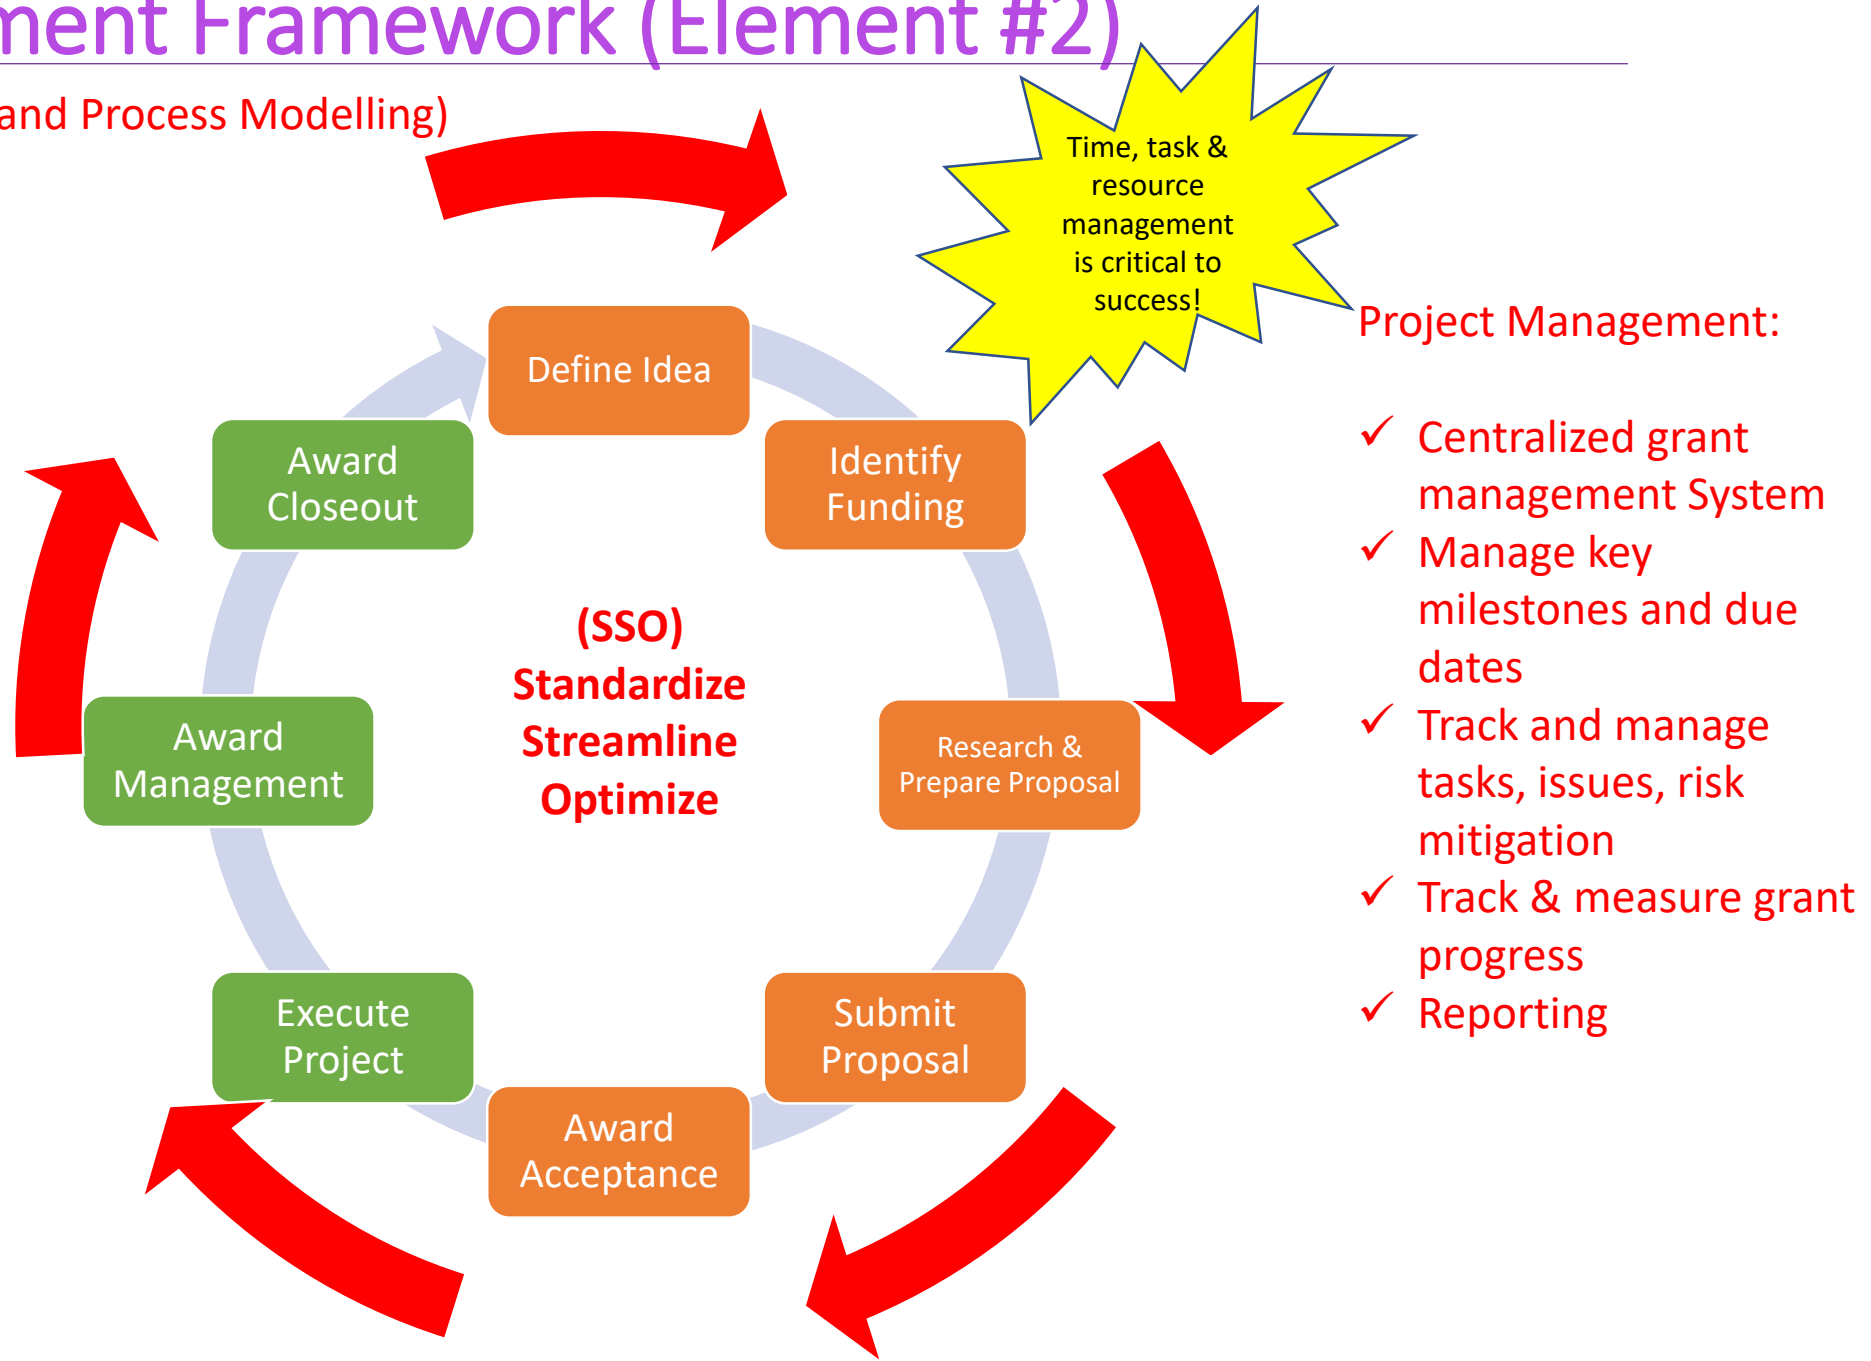 ment Framework (Element #2)
and Process Modelling)
Time, task &
resource
management
is critical to
success!
Define Idea
Identify
Funding
Research &
Prepare Proposal
Submit
Proposal
Award
Acceptance
Execute
Project
Award
Management
Award
Closeout
(SSO)
Standardize
Streamline
Optimize
Project Management:
✓ Centralized grant
management System
✓ Manage key
milestones and due
dates
✓ Track and manage
tasks, issues, risk
mitigation
✓ Track & measure grant
progress
✓ Reporting